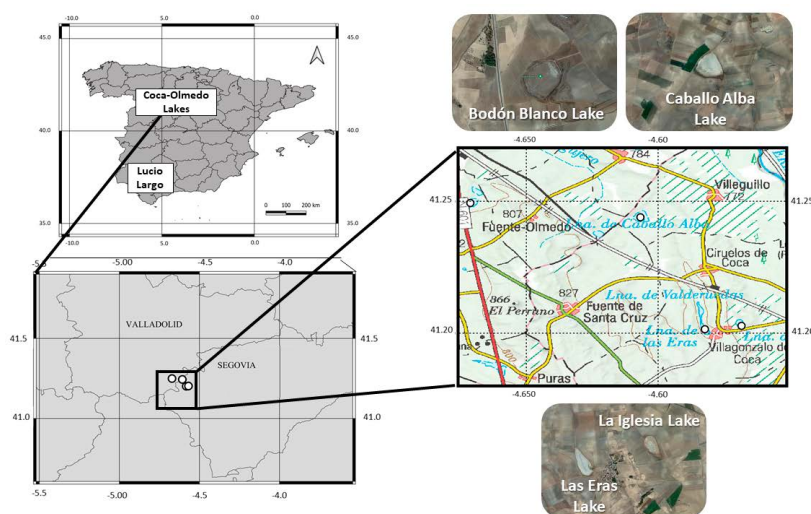 -10.0
-5.0
0.0
5.0
45.0
45.0
Coca-Olmedo
Lakes
40.0
40.0
Lucio
Largo
0
100
200 km
35.0
35.0
-10.0
-5.0
0.0
5.0
VALLADOLID
SEGOVIA
41.5
41.5
41.0
41.0
-5.5
-5.00
-4.5
-4.0
Bodón Blanco Lake
Caballo Alba
Lake
-4.650
-4.60
784
Villeguillo
41.25
41.25
807
Fuente-Olmedo
Lna. de Caballo Alba
Ciruelos de
Coca
866
El Perrano
827
Fuente de
Santa Cruz
Lna. de Valderuedas
41.20
41.20
Lna. de
las Eras
Villagonzalo de
Coca
800
Puras
-4.650
-4.60
La Iglesia Lake
Las Eras
Lake